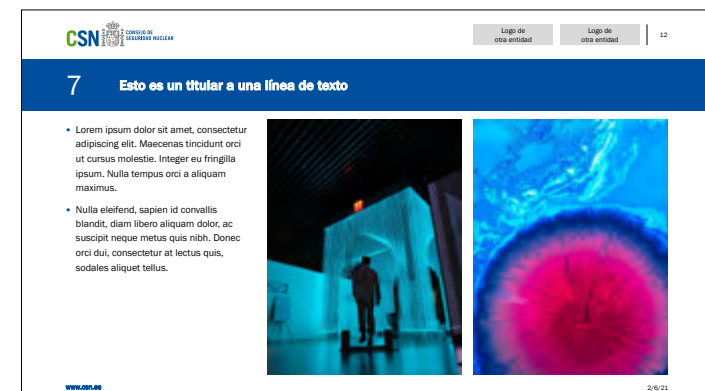 CSN
CONSEJO DE
SEGURIDAD NUCLEAR
Logo de
otra entidad
Logo de
otra entidad
12
7
Esto es un titular a una línea de texto
• Lorem ipsum dolor sit amet, consectetur
adipiscing elit. Maecenas tincidunt orci
ut cursus molestie. Integer eu fringilla
ipsum. Nulla tempus orci a aliquam
maximus.
• Nulla eleifend, sapien id convallis
blandit, diam libero aliquam dolor, ac
suscipit neque metus quis nibh. Donec
orci dui, consectetur at lectus quis,
sodales aliquet tellus.
www.csn.es
2/6/21